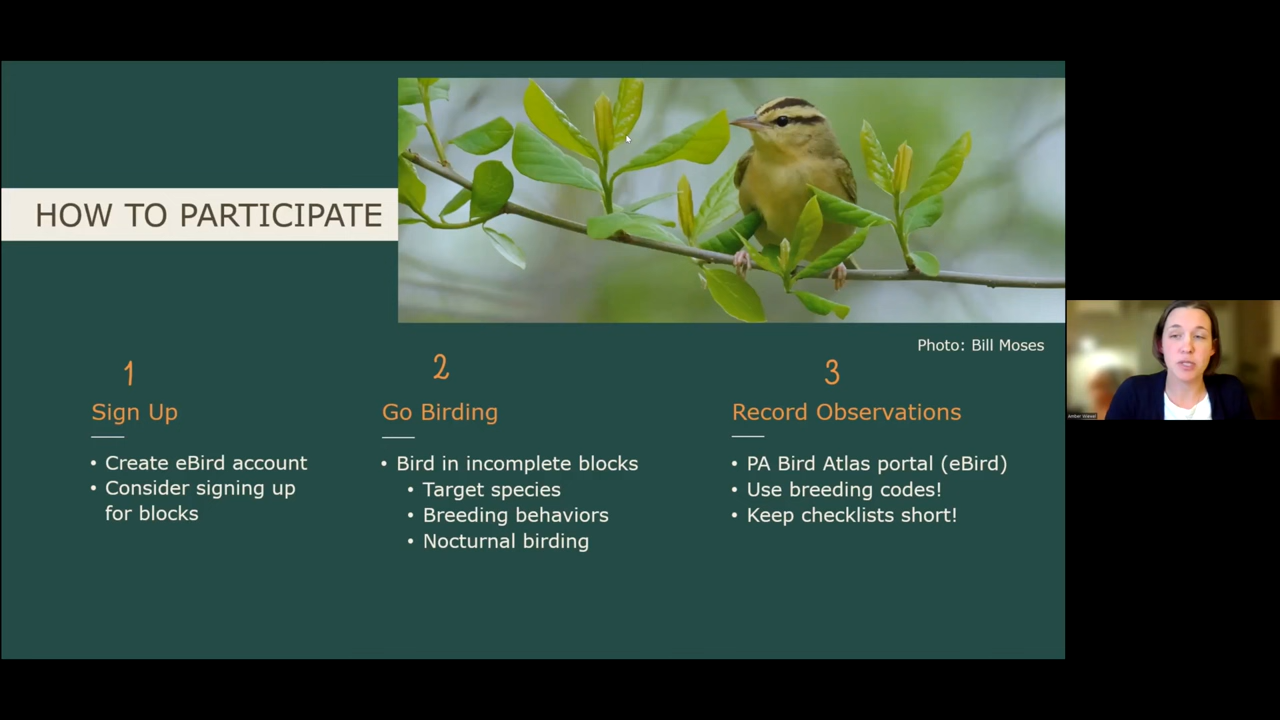 HOW TO PARTICIPATE
Photo: Bill Moses
1
Sign Up
• Create eBird account
• Consider signing up
for blocks
2
Go Birding
• Bird in incomplete blocks
• Target species
• Breeding behaviors
• Nocturnal birding
3
Record Observations
• PA Bird Atlas portal (eBird)
• Use breeding codes!
• Keep checklists short!